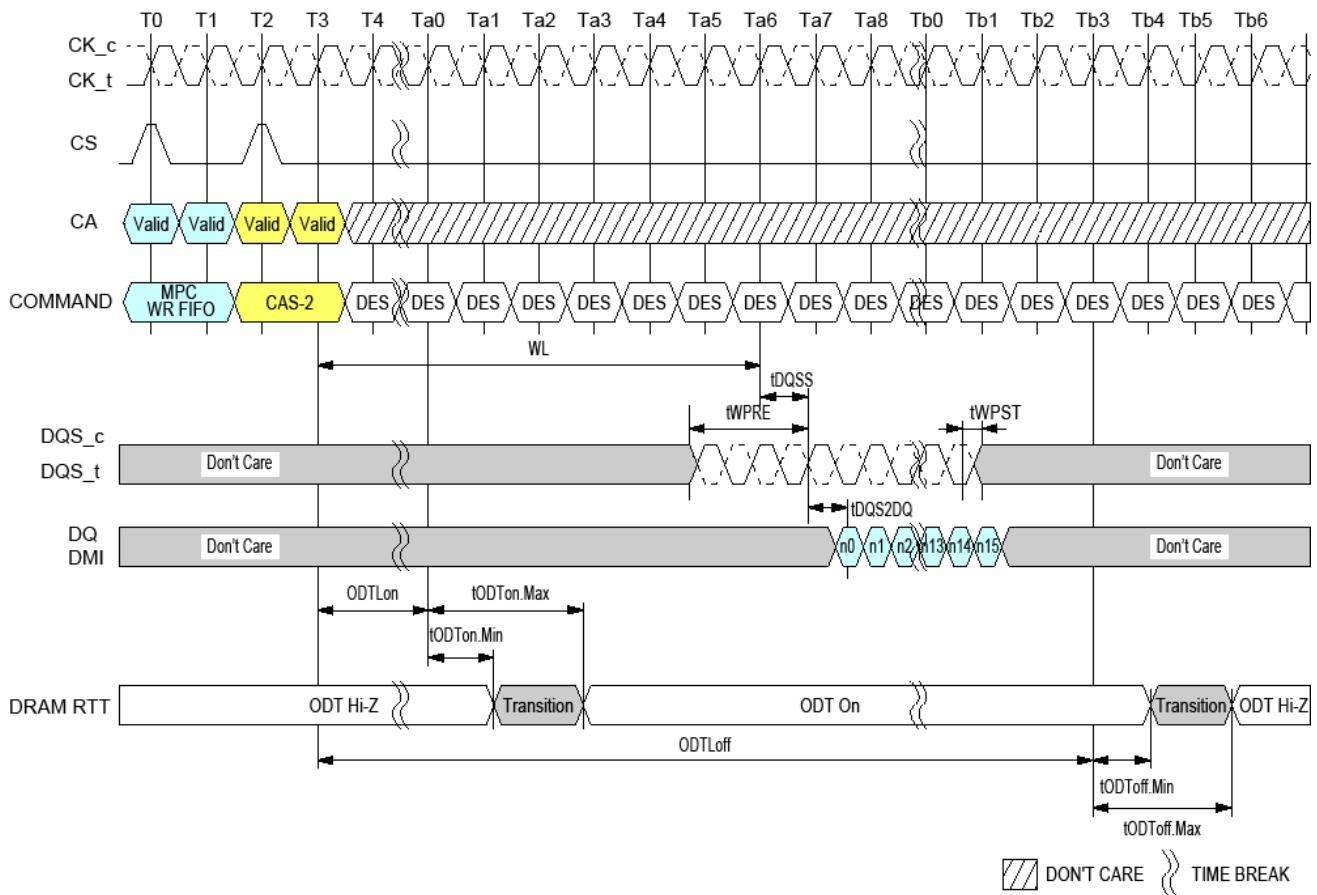 T0 T1 T2 T3 T4 Ta0 Ta1 Ta2 Ta3 Ta4 Ta5 Ta6 Ta7 Ta8 Tb0 Tb1 Tb2 Tb3 Tb4 Tb5 Tb6
CK_c
CK_t
CS
CA Valid Valid Valid Valid
COMMAND MPC WR FIFO CAS-2 DES DES DES DES DES DES DES DES DES DES DES DES DES DES DES DES DES
WL
tDQSS
tWPRE tWPST
DQS_c
DQS_t
Don't Care Don't Care
tDQS2DQ
DQ
DMI
Don't Care n0 n1 n2 n13 n14 n15 Don't Care
ODTLon tODTon.Max
tODTon.Min
DRAM RTT ODT Hi-Z Transition ODT On Transition ODT Hi-Z
ODTLoff
tODToff.Min
tODToff.Max
DON'T CARE TIME BREAK